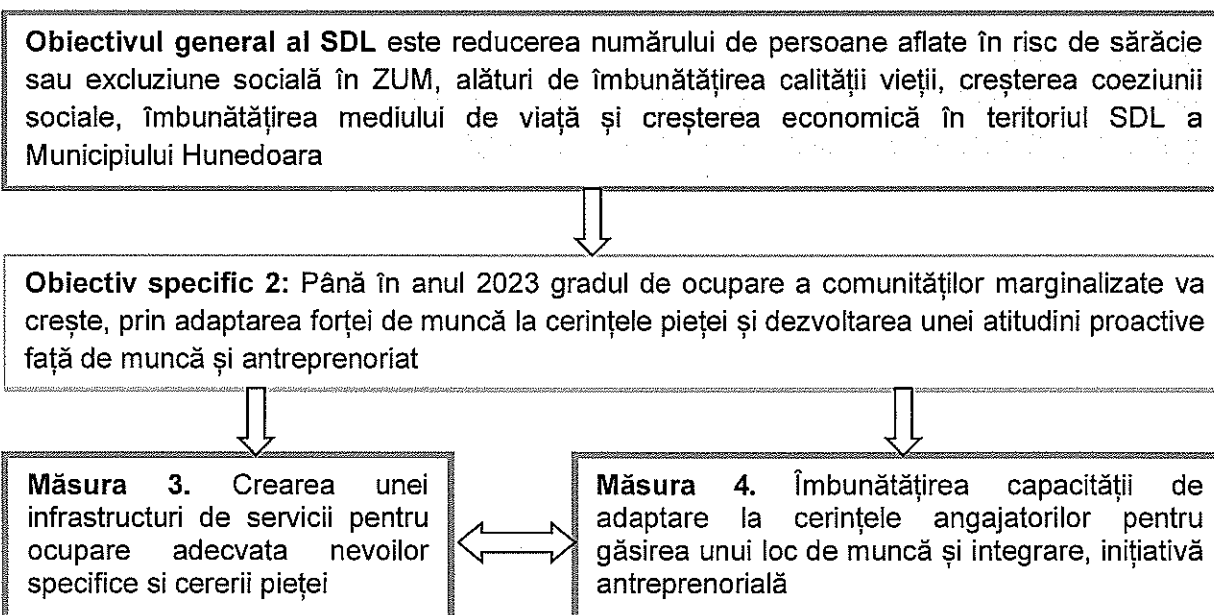 Obiectivul general al SDL este reducerea numărului de persoane aflate în risc de sărăcie
sau excluziune socială în ZUM, alături de îmbunătățirea calității vieții, creșterea coeziunii
sociale, îmbunătățirea mediului de viață și creșterea economică în teritoriul SDL a
Municipiului Hunedoara
Obiectiv specific 2: Până în anul 2023 gradul de ocupare a comunităților marginalizate va
crește, prin adaptarea forței de muncă la cerințele pieței și dezvoltarea unei atitudini proactive
față de muncă și antreprenoriat
Măsura 3. Crearea unei
infrastructuri de servicii pentru
ocupare adecvata nevoilor
specifice si cererii pieței
Măsura 4. Îmbunătățirea capacității de
adaptare la cerințele angajatorilor pentru
găsirea unui loc de muncă și integrare, inițiativă
antreprenorială